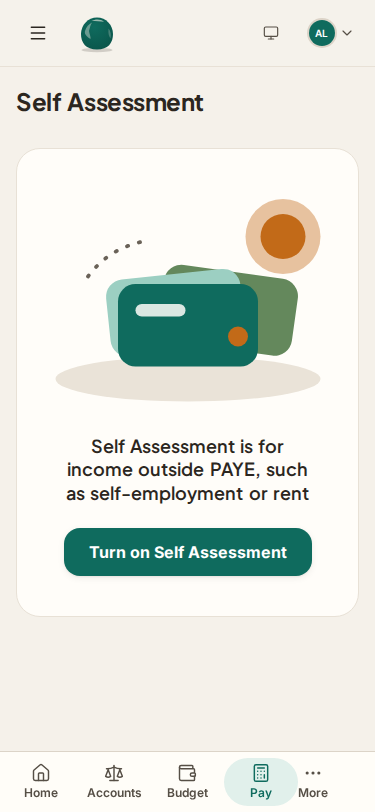 AL
Self Assessment
Self Assessment is for
income outside PAYE, such
as self-employment or rent
Turn on Self Assessment
Home
Accounts
Budget
Pay
More